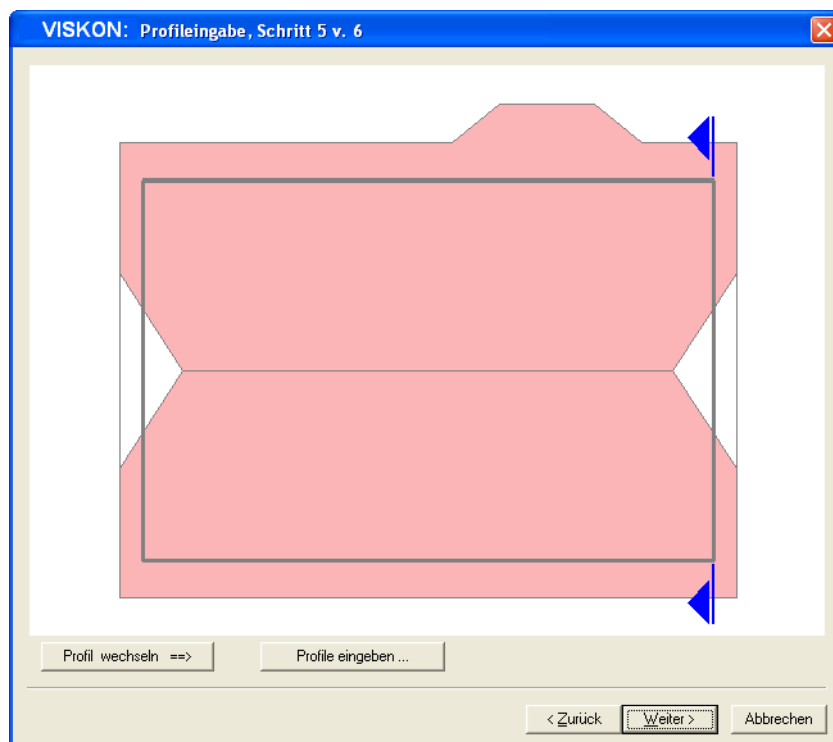 VISKON: Profileingabe, Schritt 5 v. 6
Profil wechseln ==> Profile eingeben ...
< Zurück Weiter > Abbrechen